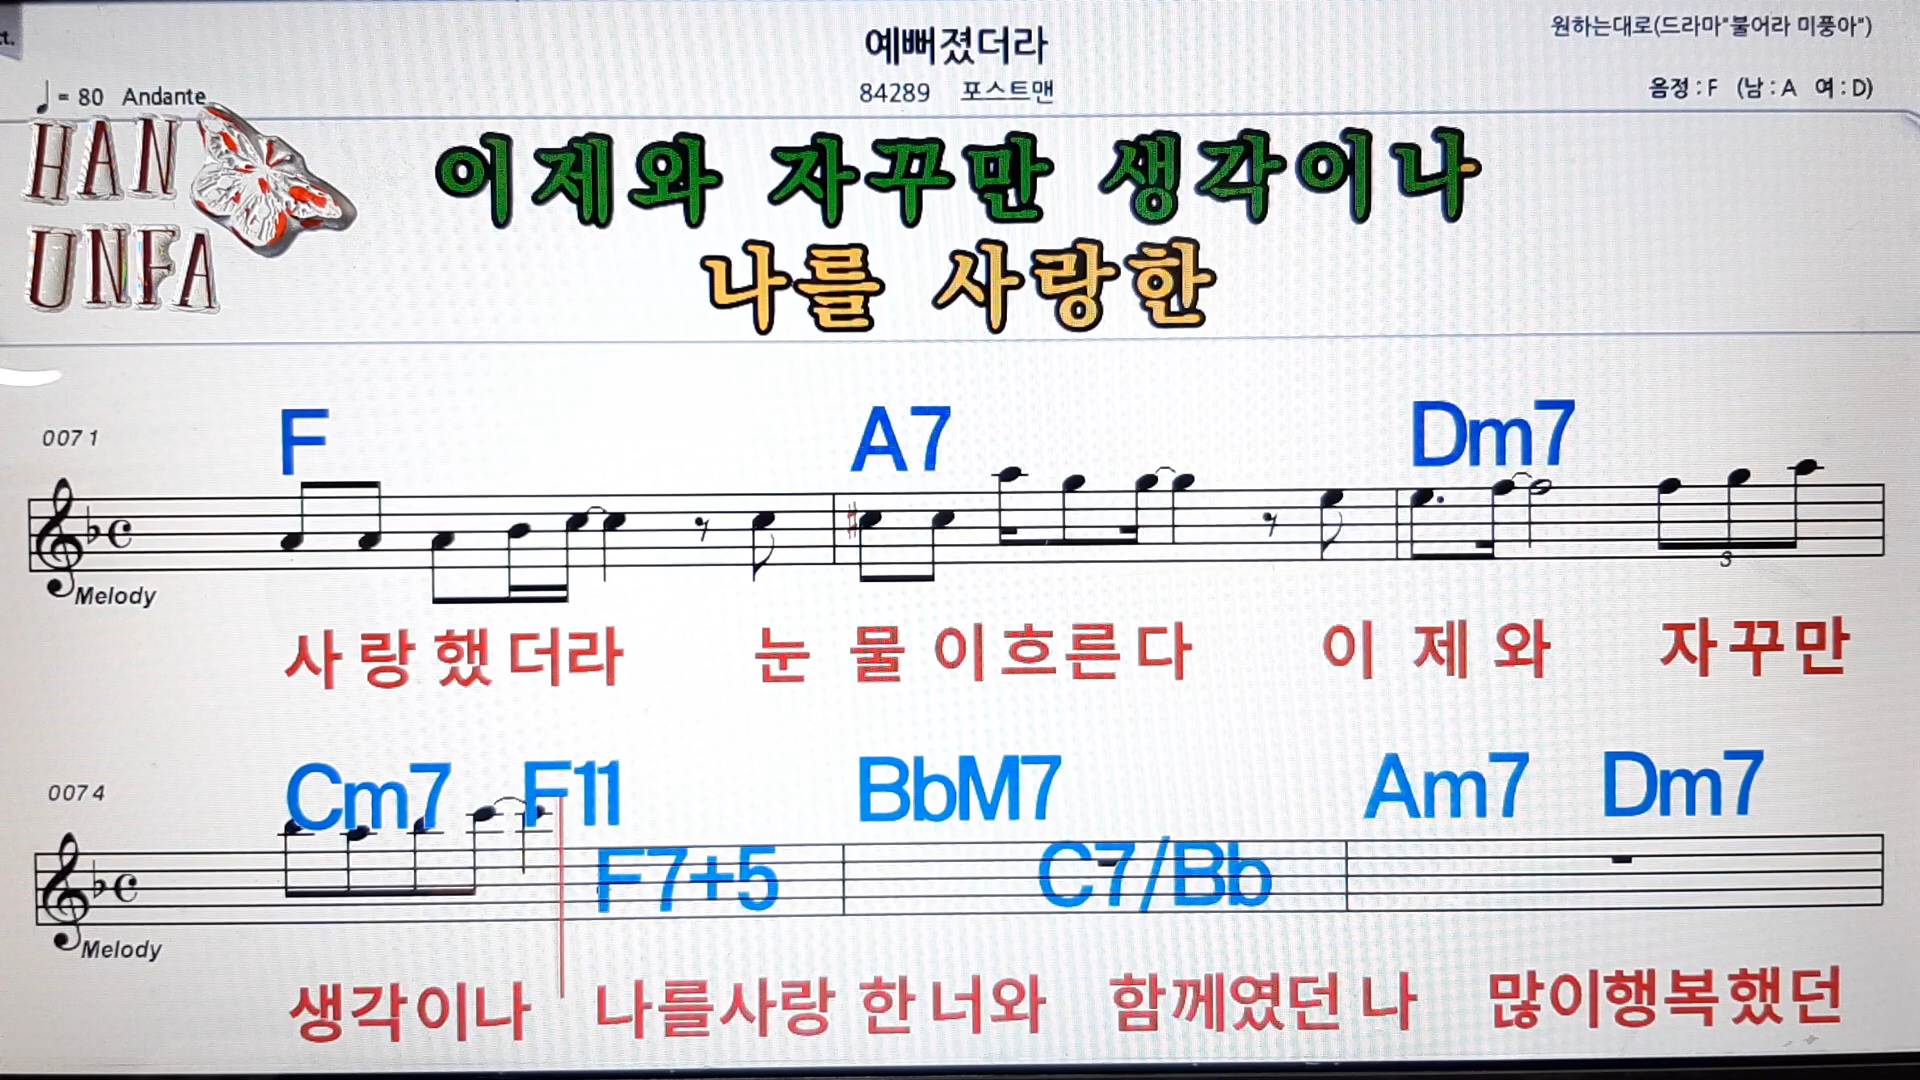 t.
예뻐졌더라
원하는대로(드라마"불어라 미풍아")
♩= 80 Andante
84289 포스트맨
음정 : F (남 : A 여 : D)
HAN
UNFA
이제와 자꾸만 생각이나
나를 사랑한
0071
F A7 Dm7
3
Melody
사랑했더라 눈물이흐른다 이제와 자꾸만
0074
Cm7 F11 BbM7 Am7 Dm7
F7+5 C7/Bb
Melody
생각이나 나를사랑 한너와 함께였던나 많이행복했던